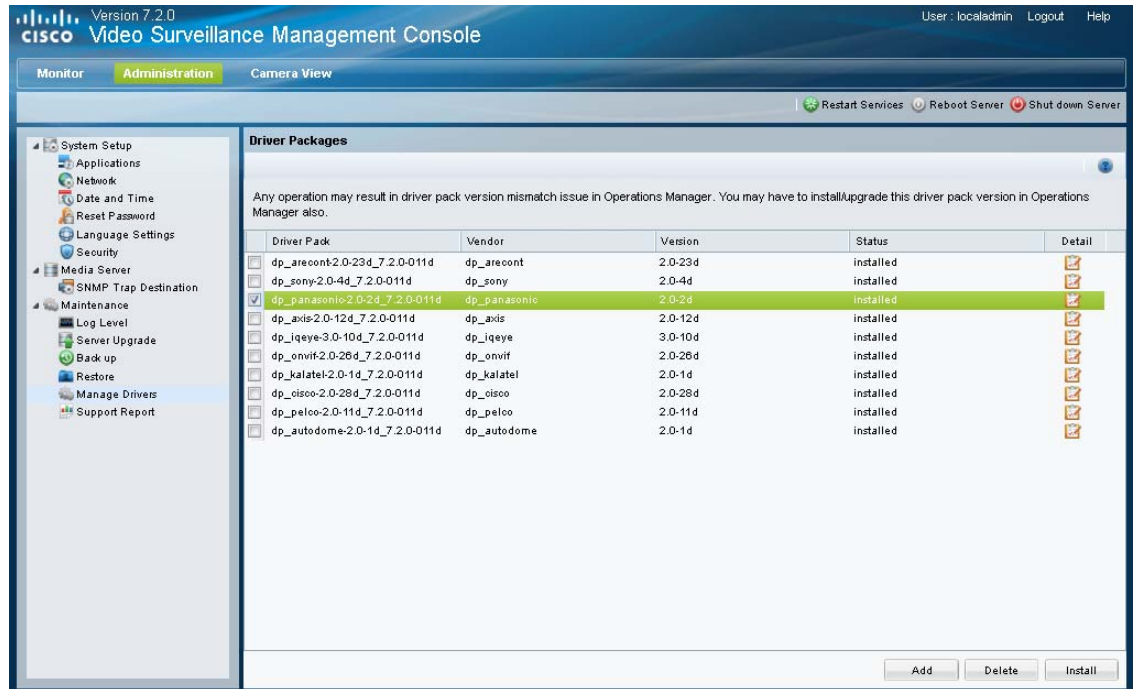 Version 7.2.0
User : localadmin Logout Help
CISCO Video Surveillance Management Console
Monitor Administration Camera View
Restart Services Reboot Server Shut down Server
System Setup
Applications
Network
Date and Time
Reset Password
Language Settings
Security
Media Server
SNMP Trap Destination
Maintenance
Log Level
Server Upgrade
Back up
Restore
Manage Drivers
Support Report
Driver Packages
Any operation may result in driver pack version mismatch issue in Operations Manager. You may have to install/upgrade this driver pack version in Operations
Manager also.
Driver Pack Vendor Version Status Detail
dp_arecont-2.0-23d_7.2.0-011d dp_arecont 2.0-23d installed
dp_sony-2.0-4d_7.2.0-011d dp_sony 2.0-4d installed
dp_panasonic-2.0-2d_7.2.0-011d dp_panasonic 2.0-2d installed
dp_axis-2.0-12d_7.2.0-011d dp_axis 2.0-12d installed
dp_iqeye-3.0-10d_7.2.0-011d dp_iqeye 3.0-10d installed
dp_onvif-2.0-26d_7.2.0-011d dp_onvif 2.0-26d installed
dp_kalatel-2.0-1d_7.2.0-011d dp_kalatel 2.0-1d installed
dp_cisco-2.0-28d_7.2.0-011d dp_cisco 2.0-28d installed
dp_pelco-2.0-11d_7.2.0-011d dp_pelco 2.0-11d installed
dp_autodome-2.0-1d_7.2.0-011d dp_autodome 2.0-1d installed
Add Delete Install